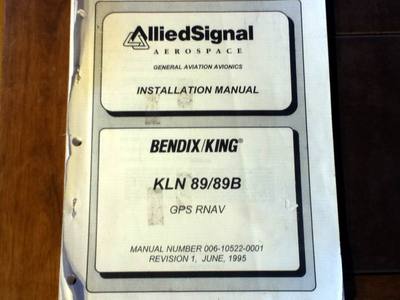 AlliedSignal
AEROSPACE
GENERAL AVIATION AVIONICS
INSTALLATION MANUAL
BENDIX/KING®
KLN 89/89B
GPS RNAV
MANUAL NUMBER 006-10522-0001
REVISION 1, JUNE, 1995